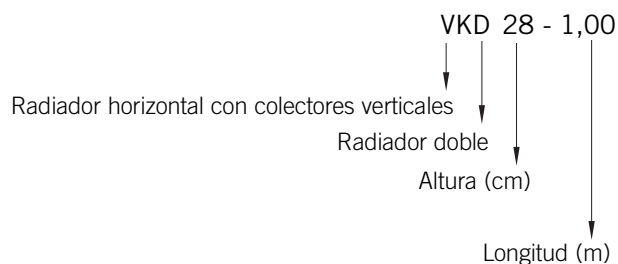 VKD 28 - 1,00
Radiador horizontal con colectores verticales
Radiador doble
Altura (cm)
Longitud (m)